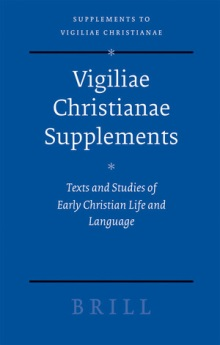 SUPPLEMENTS TO
VIGILIAE CHRISTIANAE
*
Vigiliae
Christianae
Supplements
*
Texts and Studies of
Early Christian Life and
Language
BRILL